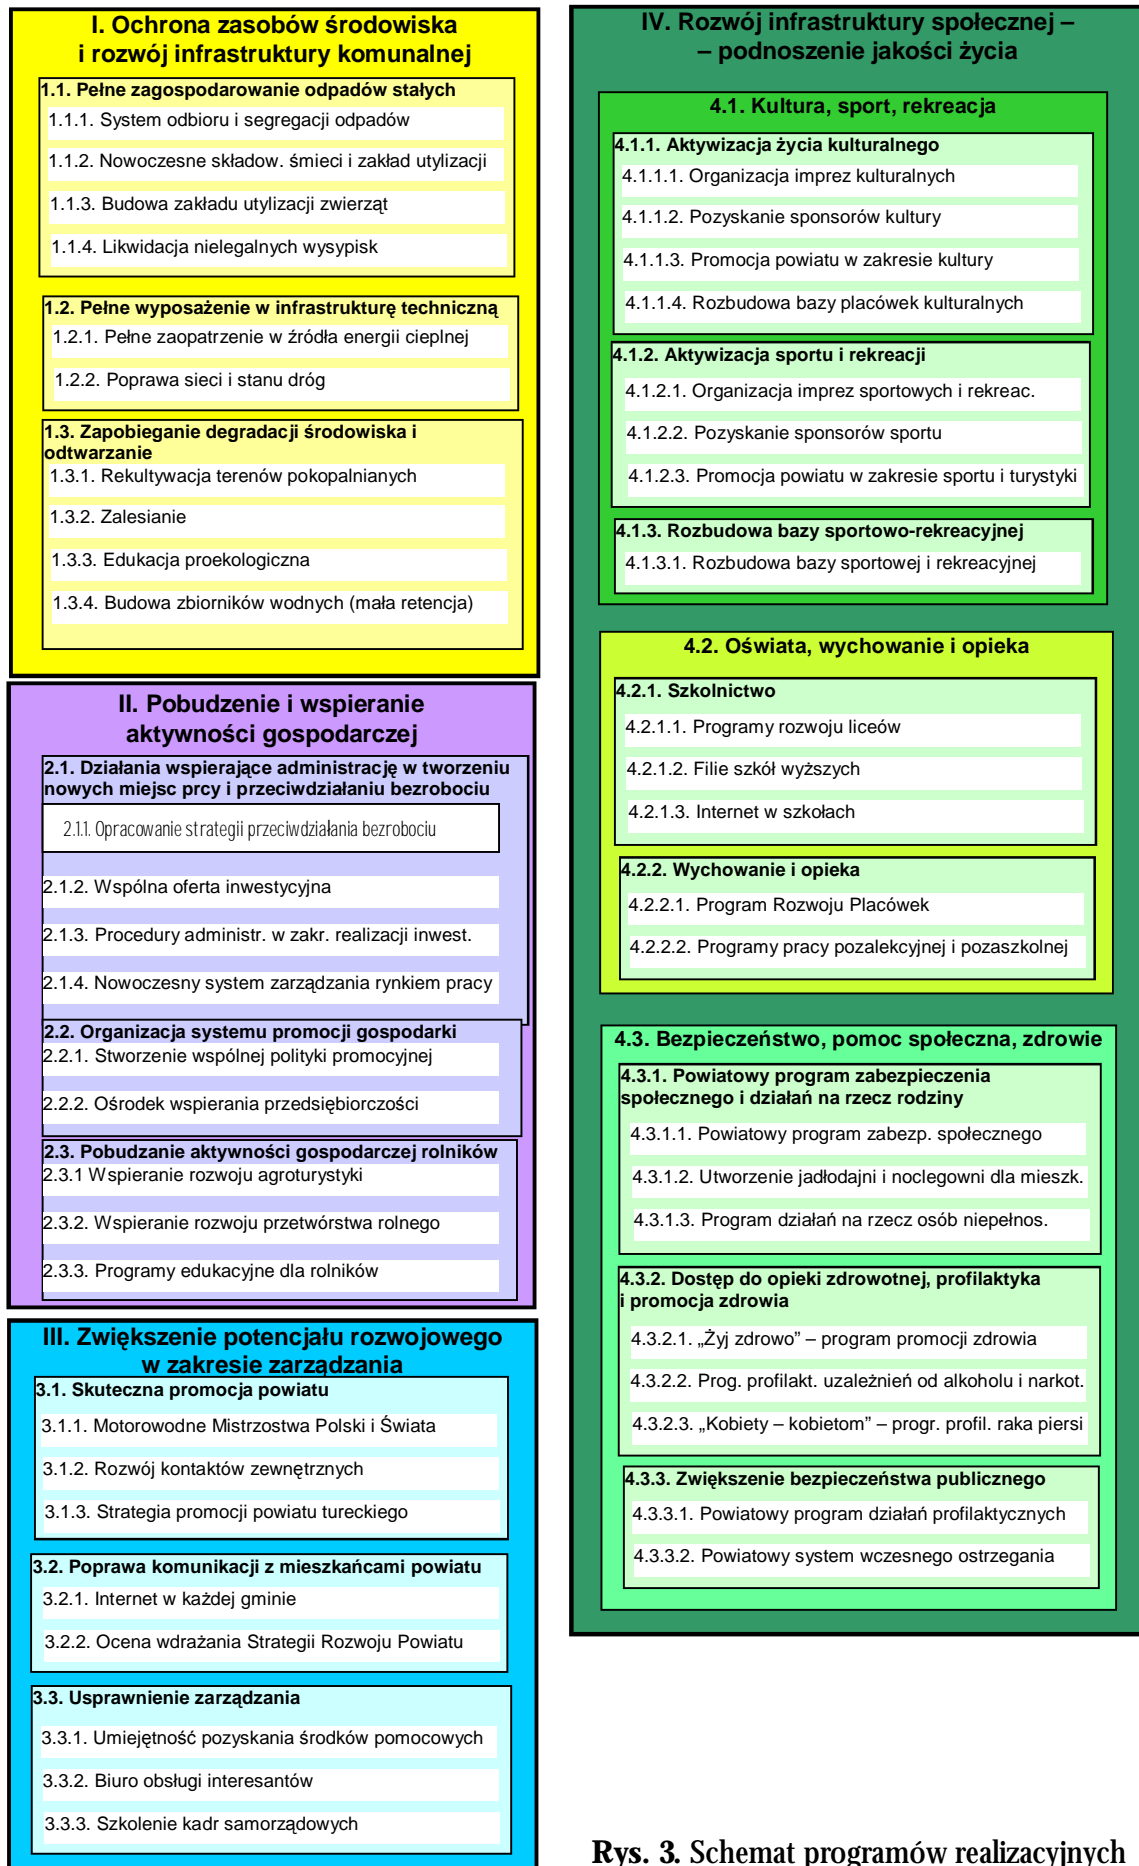 I. Ochrona zasobów środowiska
i rozwój infrastruktury komunalnej
1.1. Pełne zagospodarowanie odpadów stałych
1.1.1. System odbioru i segregacji odpadów
1.1.2. Nowoczesne składow. śmieci i zakład utylizacji
1.1.3. Budowa zakładu utylizacji zwierząt
1.1.4. Likwidacja nielegalnych wysypisk
1.2. Pełne wyposażenie w infrastrukturę techniczną
1.2.1. Pełne zaopatrzenie w źródła energii cieplnej
1.2.2. Poprawa sieci i stanu dróg
1.3. Zapobieganie degradacji środowiska i
odtwarzanie
1.3.1. Rekultywacja terenów pokopalnianych
1.3.2. Zalesianie
1.3.3. Edukacja proekologiczna
1.3.4. Budowa zbiorników wodnych (mała retencja)
II. Pobudzenie i wspieranie
aktywności gospodarczej
2.1. Działania wspierające administrację w tworzeniu
nowych miejsc prcy i przeciwdziałaniu bezrobociu
2.1.1. Opracowanie strategii przeciwdziałania bezrobociu
2.1.2. Wspólna oferta inwestycyjna
2.1.3. Procedury administr. w zakr. realizacji inwest.
2.1.4. Nowoczesny system zarządzania rynkiem pracy
2.2. Organizacja systemu promocji gospodarki
2.2.1. Stworzenie wspólnej polityki promocyjnej
2.2.2. Ośrodek wspierania przedsiębiorczości
2.3. Pobudzanie aktywności gospodarczej rolników
2.3.1 Wspieranie rozwoju agroturystyki
2.3.2. Wspieranie rozwoju przetwórstwa rolnego
2.3.3. Programy edukacyjne dla rolników
III. Zwiększenie potencjału rozwojowego
w zakresie zarządzania
3.1. Skuteczna promocja powiatu
3.1.1. Motorowodne Mistrzostwa Polski i Świata
3.1.2. Rozwój kontaktów zewnętrznych
3.1.3. Strategia promocji powiatu tureckiego
3.2. Poprawa komunikacji z mieszkańcami powiatu
3.2.1. Internet w każdej gminie
3.2.2. Ocena wdrażania Strategii Rozwoju Powiatu
3.3. Usprawnienie zarządzania
3.3.1. Umiejętność pozyskania środków pomocowych
3.3.2. Biuro obsługi interesantów
3.3.3. Szkolenie kadr samorządowych
IV. Rozwój infrastruktury społecznej –
– podnoszenie jakości życia
4.1. Kultura, sport, rekreacja
4.1.1. Aktywizacja życia kulturalnego
4.1.1.1. Organizacja imprez kulturalnych
4.1.1.2. Pozyskanie sponsorów kultury
4.1.1.3. Promocja powiatu w zakresie kultury
4.1.1.4. Rozbudowa bazy placówek kulturalnych
4.1.2. Aktywizacja sportu i rekreacji
4.1.2.1. Organizacja imprez sportowych i rekreac.
4.1.2.2. Pozyskanie sponsorów sportu
4.1.2.3. Promocja powiatu w zakresie sportu i turystyki
4.1.3. Rozbudowa bazy sportowo-rekreacyjnej
4.1.3.1. Rozbudowa bazy sportowej i rekreacyjnej
4.2. Oświata, wychowanie i opieka
4.2.1. Szkolnictwo
4.2.1.1. Programy rozwoju liceów
4.2.1.2. Filie szkół wyższych
4.2.1.3. Internet w szkołach
4.2.2. Wychowanie i opieka
4.2.2.1. Program Rozwoju Placówek
4.2.2.2. Programy pracy pozalekcyjnej i pozaszkolnej
4.3. Bezpieczeństwo, pomoc społeczna, zdrowie
4.3.1. Powiatowy program zabezpieczenia
społecznego i działań na rzecz rodziny
4.3.1.1. Powiatowy program zabezp. społecznego
4.3.1.2. Utworzenie jadłodajni i noclegowni dla mieszk.
4.3.1.3. Program działań na rzecz osób niepełnos.
4.3.2. Dostęp do opieki zdrowotnej, profilaktyka
i promocja zdrowia
4.3.2.1. „Żyj zdrowo” – program promocji zdrowia
4.3.2.2. Prog. profilakt. uzależnień od alkoholu i narkot.
4.3.2.3. „Kobiety – kobietom” – progr. profil. raka piersi
4.3.3. Zwiększenie bezpieczeństwa publicznego
4.3.3.1. Powiatowy program działań profilaktycznych
4.3.3.2. Powiatowy system wczesnego ostrzegania
Rys. 3. Schemat programów realizacyjnych